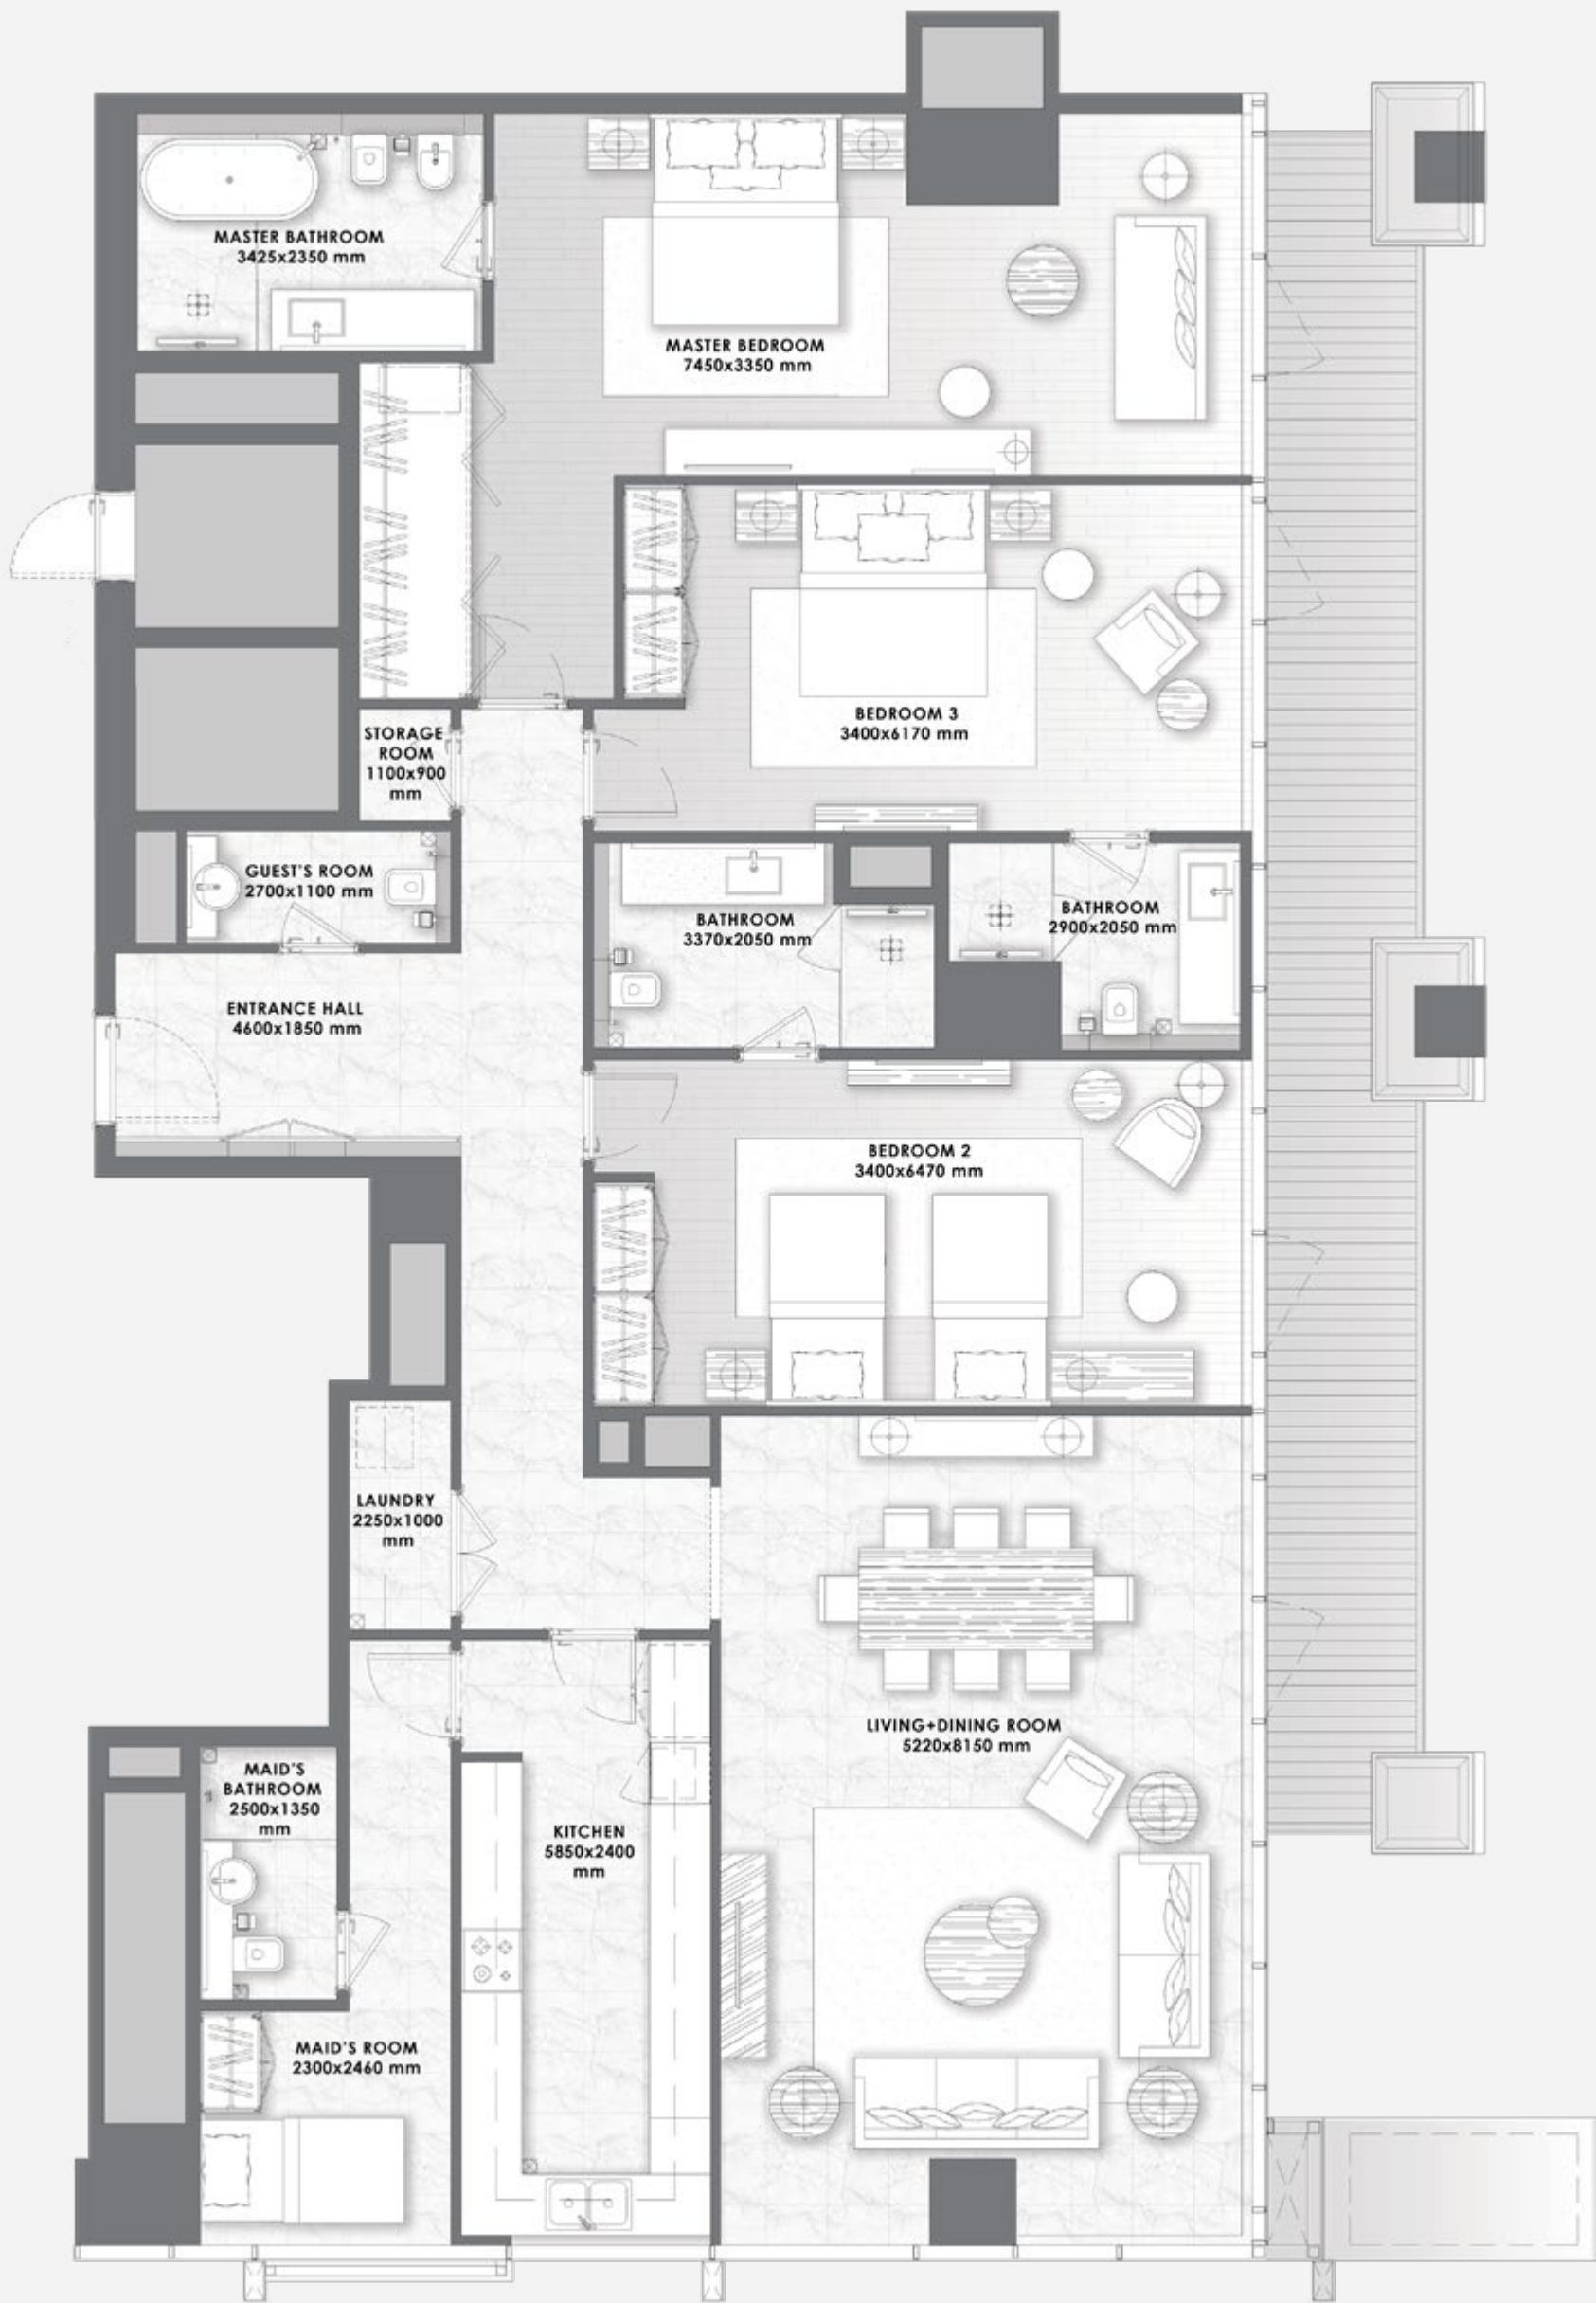 MASTER BATHROOM
3425x2350 mm
MASTER BEDROOM
7450x3350 mm
BEDROOM 3
3400x6170 mm
STORAGE
ROOM
1100x900
mm
GUEST'S ROOM
2700x1100 mm
BATHROOM
3370x2050 mm
BATHROOM
2900x2050 mm
ENTRANCE HALL
4600x1850 mm
BEDROOM 2
3400x6470 mm
LAUNDRY
2250x1000
mm
LIVING+DINING ROOM
5220x8150 mm
MAID'S
BATHROOM
2500x1350
mm
KITCHEN
5850x2400
mm
MAID'S ROOM
2300x2460 mm